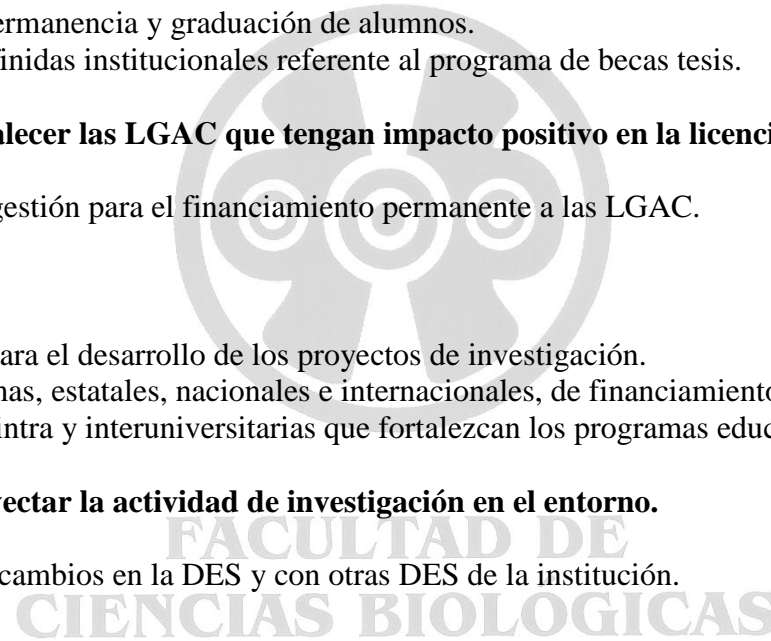 ermanencia y graduación de alumnos.
finidas institucionales referente al programa de becas tesis.
alecer las LGAC que tengan impacto positivo en la licenci
gestión para el financiamiento permanente a las LGAC.
ara el desarrollo de los proyectos de investigación.
nas, estatales, nacionales e internacionales, de financiamiento
intra y interuniversitarias que fortalezcan los programas educ
yectar la actividad de investigación en el entorno.
FACULTAD DE
cambios en la DES y con otras DES de la institución.
CIENCIAS BIOLOGICAS